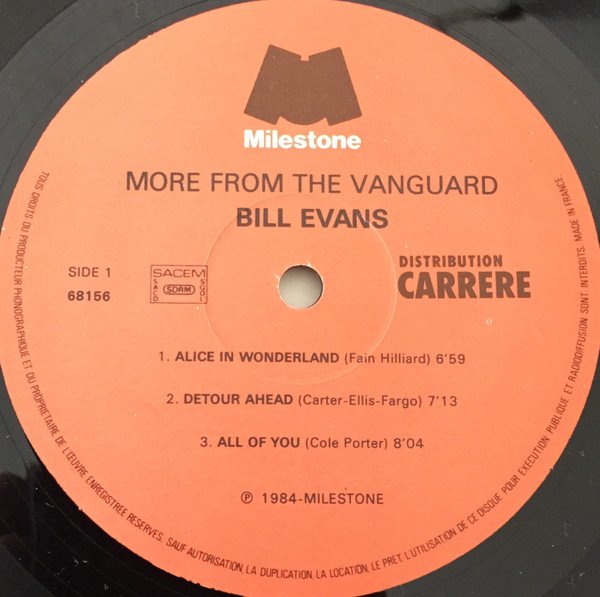 Milestone
MORE FROM THE VANGUARD
BILL EVANS
SIDE 1
68156
SACEM
SACD
SDRM
SGDL
DISTRIBUTION
CARRERE
1. ALICE IN WONDERLAND (Fain Hilliard) 6'59
2. DETOUR AHEAD (Carter-Ellis-Fargo) 7'13
3. ALL OF YOU (Cole Porter) 8'04
℗ 1984-MILESTONE
TOUS DROITS DU PRODUCTEUR PHONOGRAPHIQUE ET DU PROPRIETAIRE DE L'ŒUVRE ENREGISTREE RESERVES. SAUF AUTORISATION, LA DUPLICATION, LA LOCATION, LE PRET, L'UTILISATION DE CE DISQUE POUR EXECUTION PUBLIQUE ET RADIODIFFUSION SONT INTERDITS. MADE IN FRANCE.